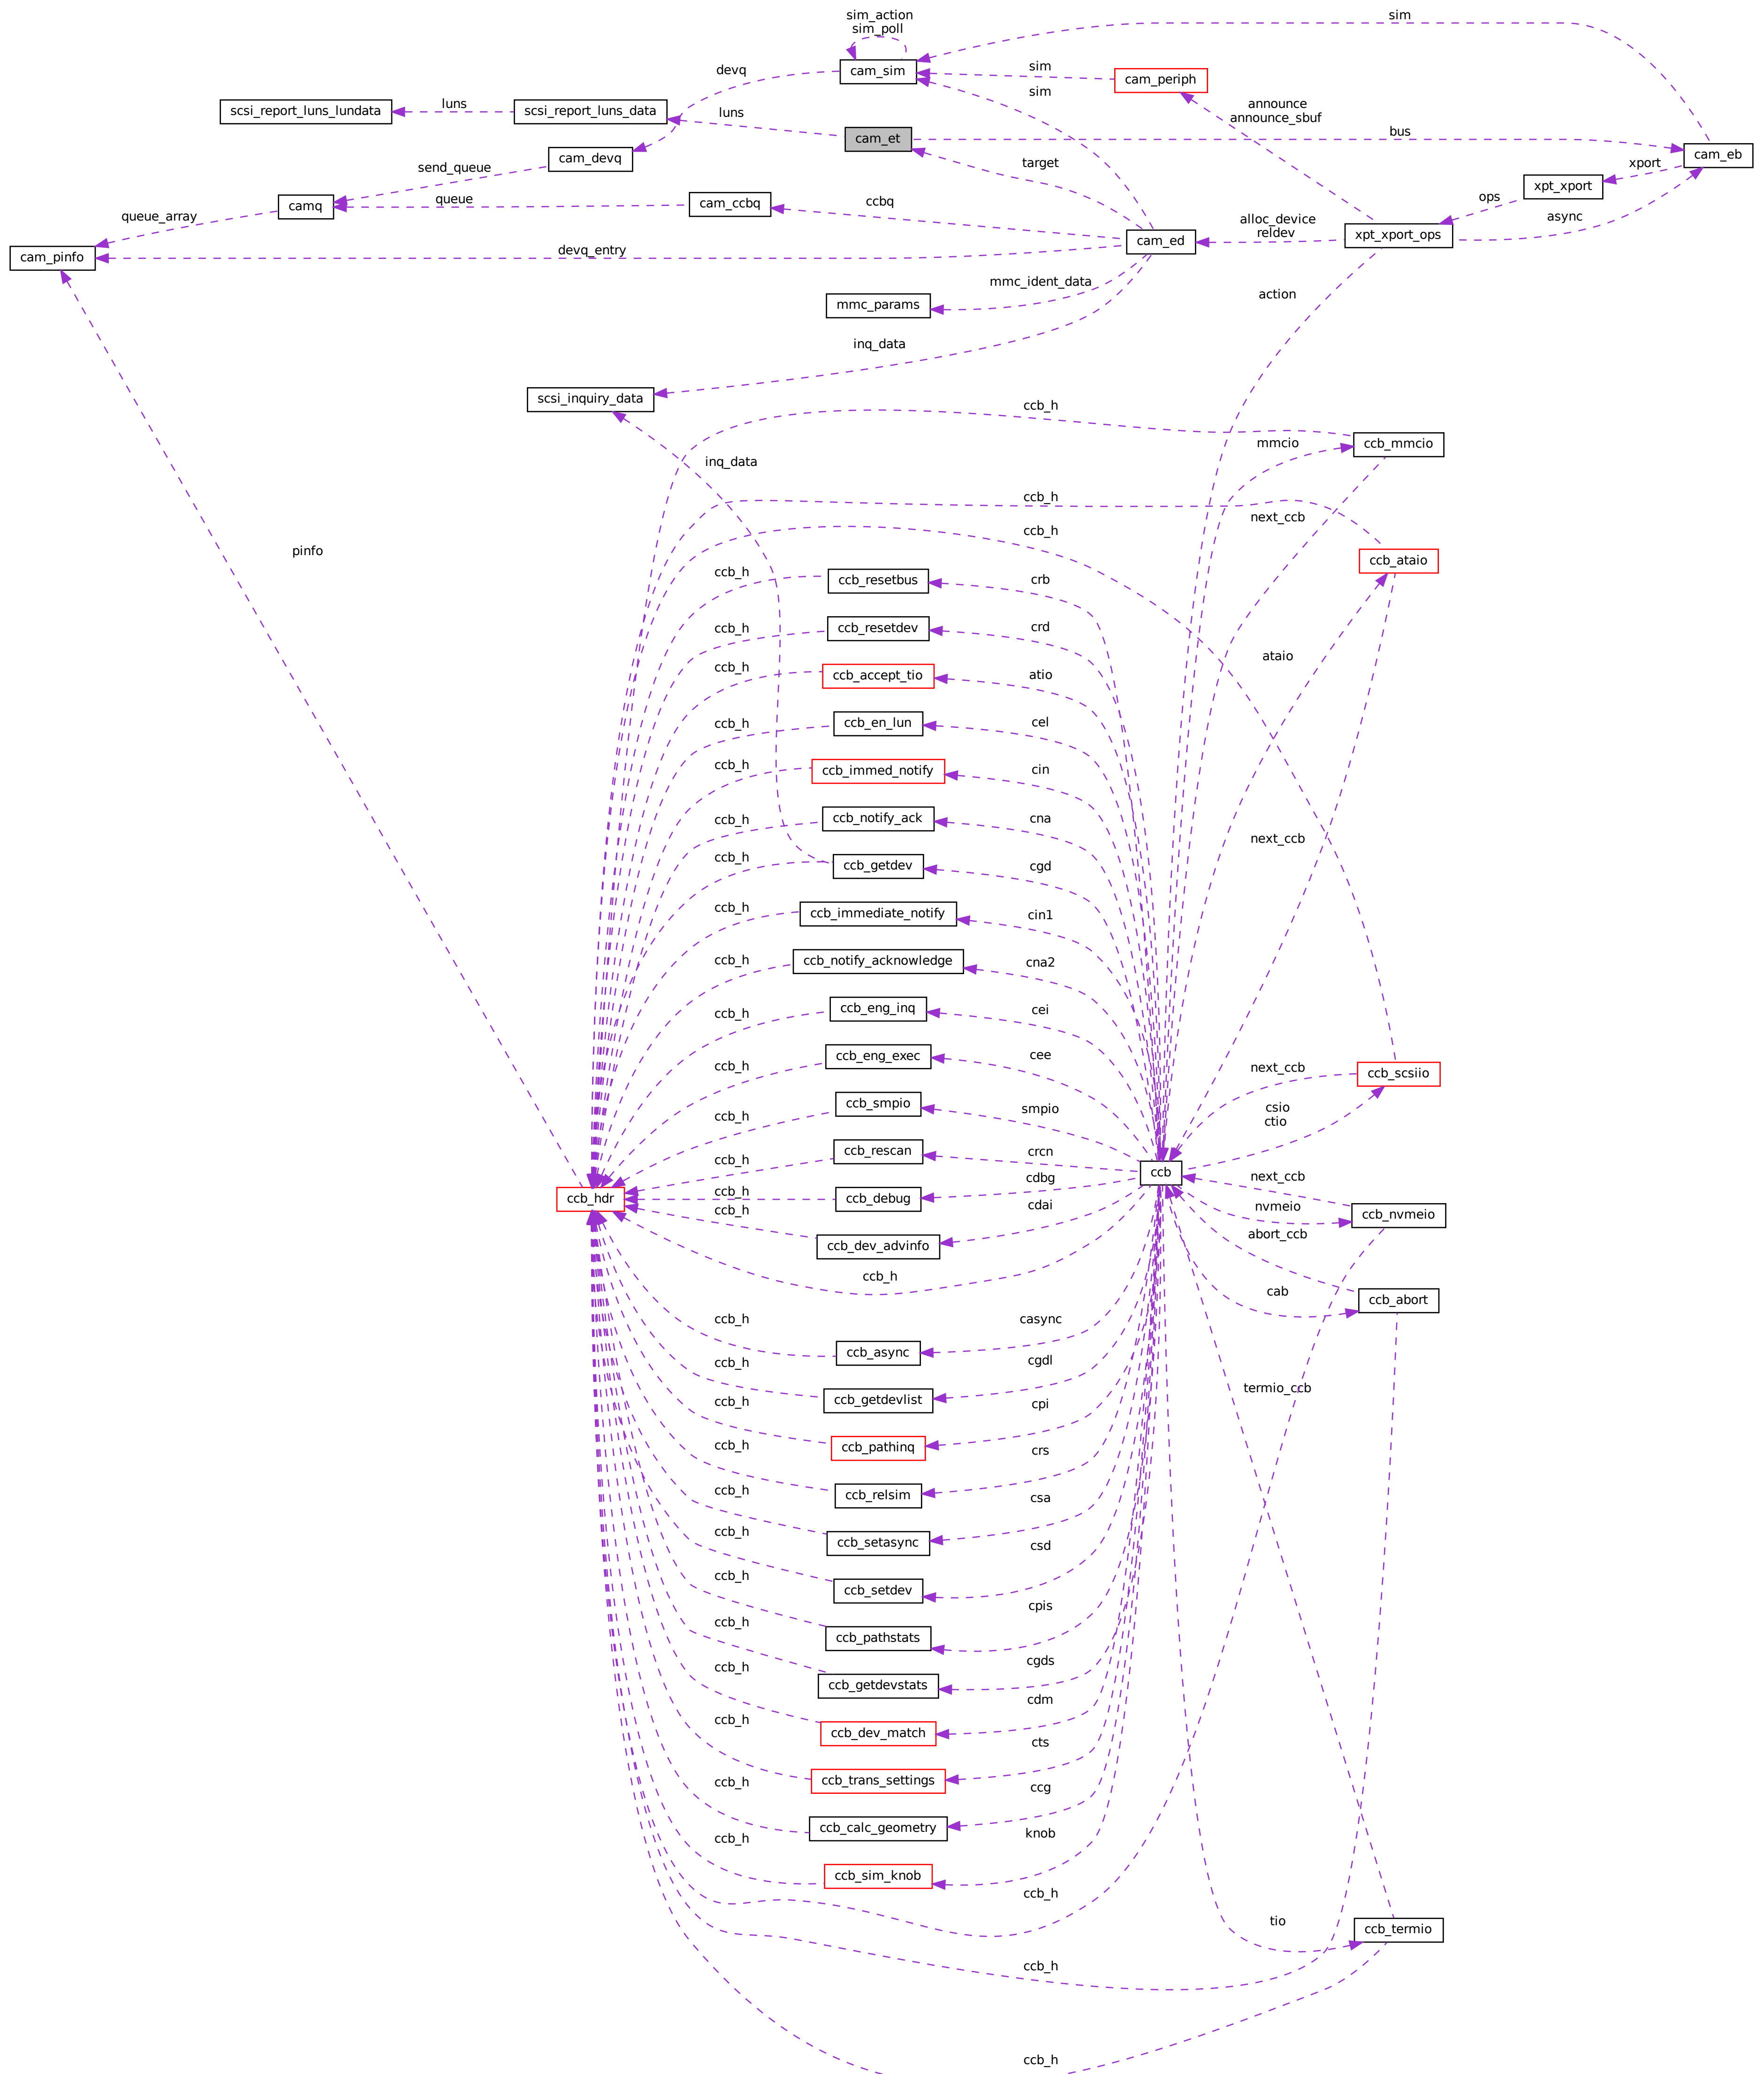 sim_action
sim_poll
sim
cam_sim
devq
sim
cam_periph
sim
scsi_report_luns_lundata
luns
scsi_report_luns_data
luns
announce
announce_sbuf
cam_et
bus
cam_eb
cam_devq
target
xport
send_queue
xpt_xport
camq
queue
cam_ccbq
ccbq
ops
queue_array
alloc_device
reldev
async
cam_ed
xpt_xport_ops
cam_pinfo
devq_entry
mmc_ident_data
action
mmc_params
inq_data
scsi_inquiry_data
ccb_h
mmcio
ccb_mmcio
inq_data
ccb_h
next_ccb
ccb_h
pinfo
ccb_ataio
ccb_h
ccb_resetbus
crb
ccb_h
ccb_resetdev
crd
ataio
ccb_h
ccb_accept_tio
atio
ccb_h
ccb_en_lun
cel
ccb_h
ccb_immed_notify
cin
ccb_h
ccb_notify_ack
cna
next_ccb
ccb_h
ccb_getdev
cgd
ccb_h
ccb_immediate_notify
cin1
ccb_h
ccb_notify_acknowledge
cna2
ccb_h
ccb_eng_inq
cei
ccb_h
ccb_eng_exec
cee
next_ccb
ccb_scsiio
ccb_h
ccb_smpio
smpio
csio
ctio
ccb_h
ccb_rescan
crcn
ccb
ccb_hdr
ccb_h
ccb_debug
cdbg
next_ccb
ccb_h
cdai
nvmeio
ccb_nvmeio
ccb_dev_advinfo
abort_ccb
ccb_h
cab
ccb_abort
ccb_h
ccb_async
casync
ccb_h
ccb_getdevlist
cgdl
termio_ccb
ccb_h
ccb_pathinq
cpi
ccb_h
ccb_relsim
crs
ccb_h
ccb_setasync
csa
ccb_h
ccb_setdev
csd
ccb_h
ccb_pathstats
cpis
ccb_h
ccb_getdevstats
cgds
ccb_h
ccb_dev_match
cdm
ccb_h
ccb_trans_settings
cts
ccb_h
ccb_calc_geometry
ccg
ccb_h
ccb_sim_knob
knob
ccb_h
tio
ccb_termio
ccb_h
ccb_h